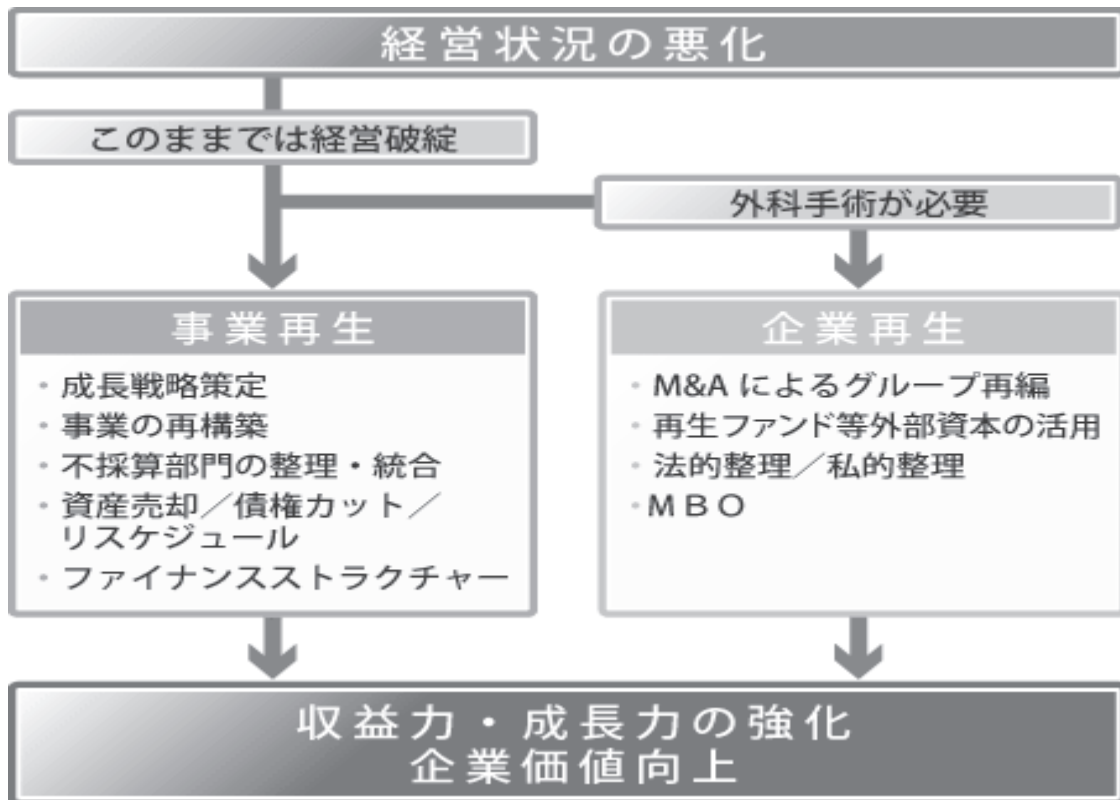 経営状況の悪化
このままでは経営破綻
外科手術が必要
事業再生
・成長戦略策定
・事業の再構築
・不採算部門の整理・統合
・資産売却／債権カット／
リスケジュール
・ファイナンスストラクチャー
企業再生
・M&Aによるグループ再編
・再生ファンド等外部資本の活用
・法的整理／私的整理
・MBO
収益力・成長力の強化
企業価値向上